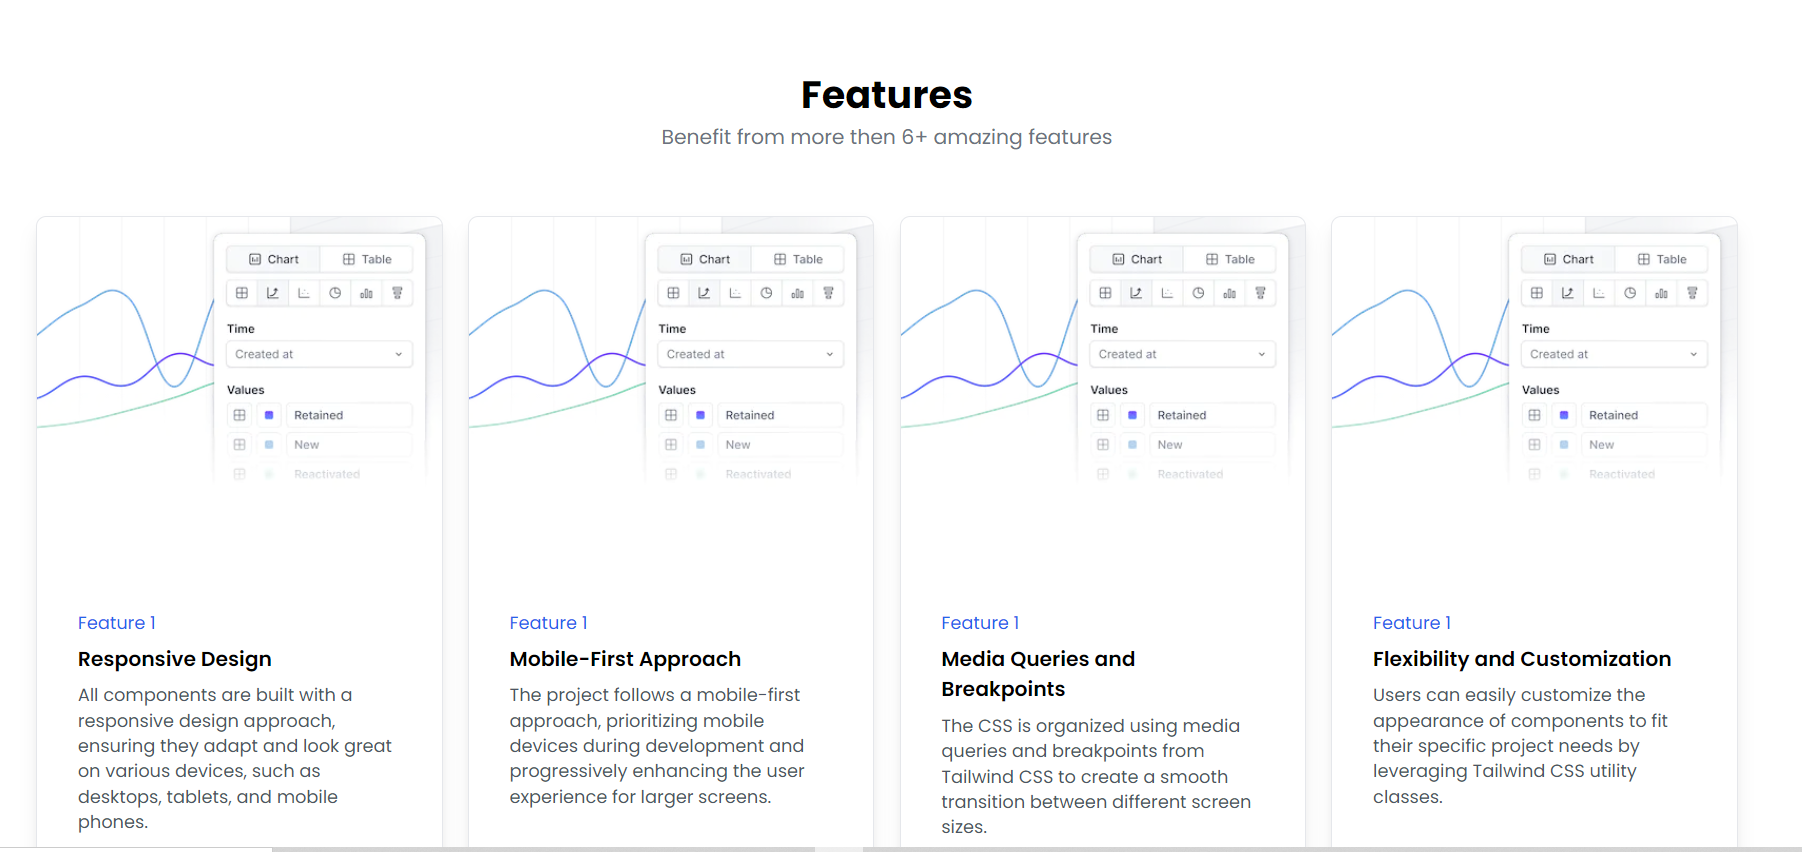 Features
Benefit from more then 6+ amazing features
Chart
Table
Time
Created at
Values
Retained
New
Reactivated
Feature 1
Responsive Design
All components are built with a
responsive design approach,
ensuring they adapt and look great
on various devices, such as
desktops, tablets, and mobile
phones.
Chart
Table
Time
Created at
Values
Retained
New
Reactivated
Feature 1
Mobile-First Approach
The project follows a mobile-first
approach, prioritizing mobile
devices during development and
progressively enhancing the user
experience for larger screens.
Chart
Table
Time
Created at
Values
Retained
New
Reactivated
Feature 1
Media Queries and
Breakpoints
The CSS is organized using media
queries and breakpoints from
Tailwind CSS to create a smooth
transition between different screen
sizes.
Chart
Table
Time
Created at
Values
Retained
New
Reactivated
Feature 1
Flexibility and Customization
Users can easily customize the
appearance of components to fit
their specific project needs by
leveraging Tailwind CSS utility
classes.